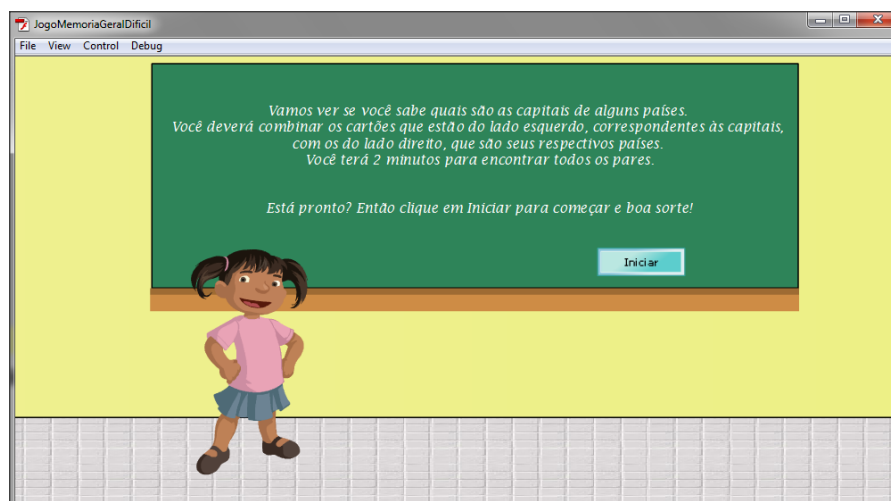 JogoMemoriaGeralDificil
File View Control Debug
Vamos ver se você sabe quais são as capitais de alguns países.
Você deverá combinar os cartões que estão do lado esquerdo, correspondentes às capitais,
com os do lado direito, que são seus respectivos países.
Você terá 2 minutos para encontrar todos os pares.
Está pronto? Então clique em Iniciar para começar e boa sorte!
Iniciar